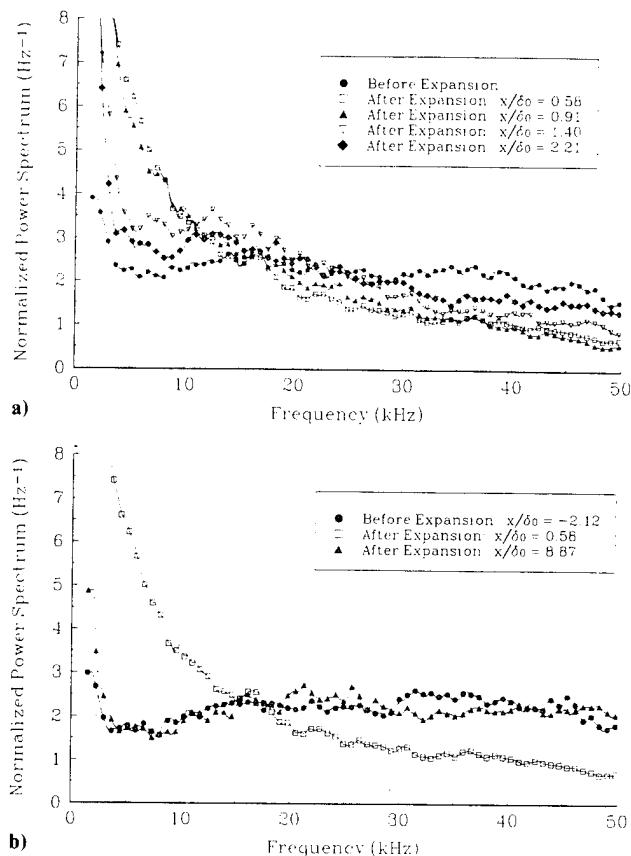 8
7
6
5
4
3
2
1
0
Normalized Power Spectrum (Hz⁻¹)
Before Expansion
After Expansion x/δ0 = 0.58
After Expansion x/δ0 = 0.91
After Expansion x/δ0 = 1.40
After Expansion x/δ0 = 2.21
0 10 20 30 40 50
Frequency (kHz)
a)
8
7
6
5
4
3
2
1
0
Normalized Power Spectrum (Hz⁻¹)
Before Expansion x/δ0 = −2.12
After Expansion x/δ0 = 0.58
After Expansion x/δ0 = 8.87
0 10 20 30 40 50
Frequency (kHz)
b)